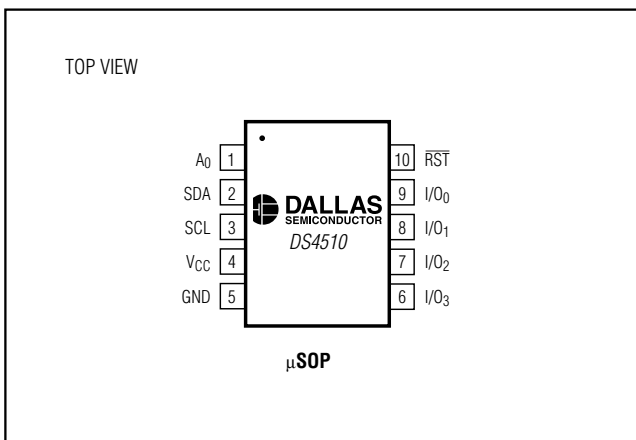 TOP VIEW
A0 1
SDA 2
SCL 3
VCC 4
GND 5
DALLAS
SEMICONDUCTOR
DS4510
10 R̅S̅T̅
9 I/O0
8 I/O1
7 I/O2
6 I/O3
µSOP